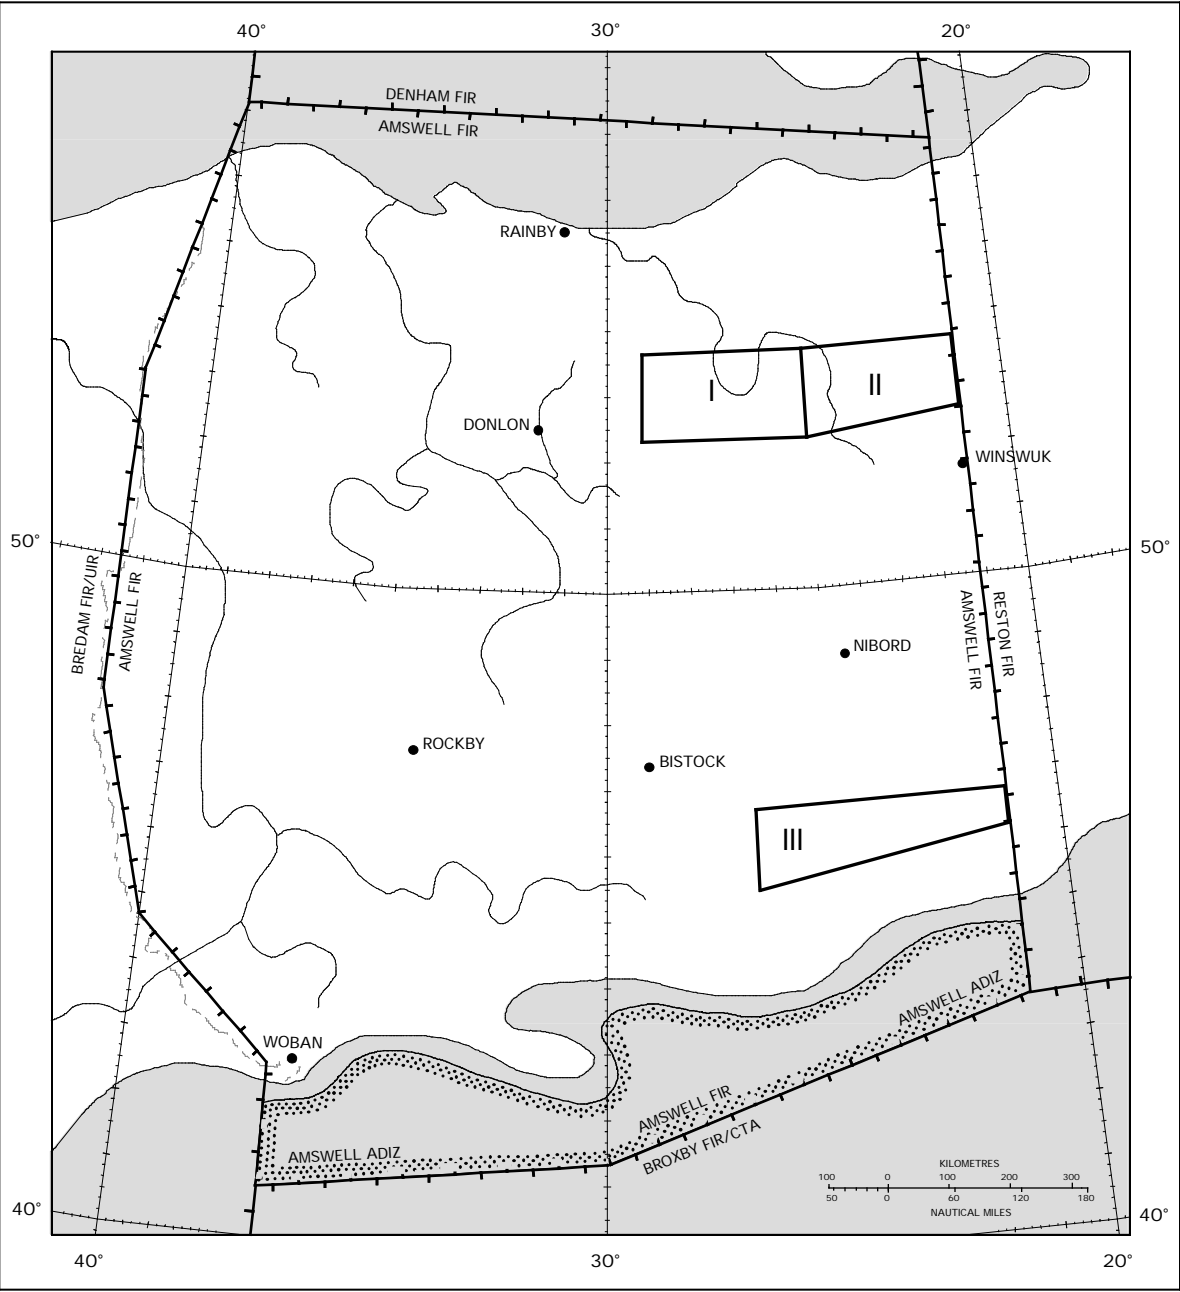 40° 30° 20°
DENHAM FIR
AMSWELL FIR
RAINBY
I
II
DONLON
WINSWUK
50° 50°
BREDAM FIR/UIR
AMSWELL FIR
AMSWELL FIR
RESTON FIR
NIBORD
ROCKBY
BISTOCK
III
AMSWELL ADIZ
WOBAN
AMSWELL FIR
BROXBY FIR/CTA
AMSWELL ADIZ
KILOMETRES
100 0 100 200 300
50 0 60 120 180
NAUTICAL MILES
40° 40°
40° 30° 20°